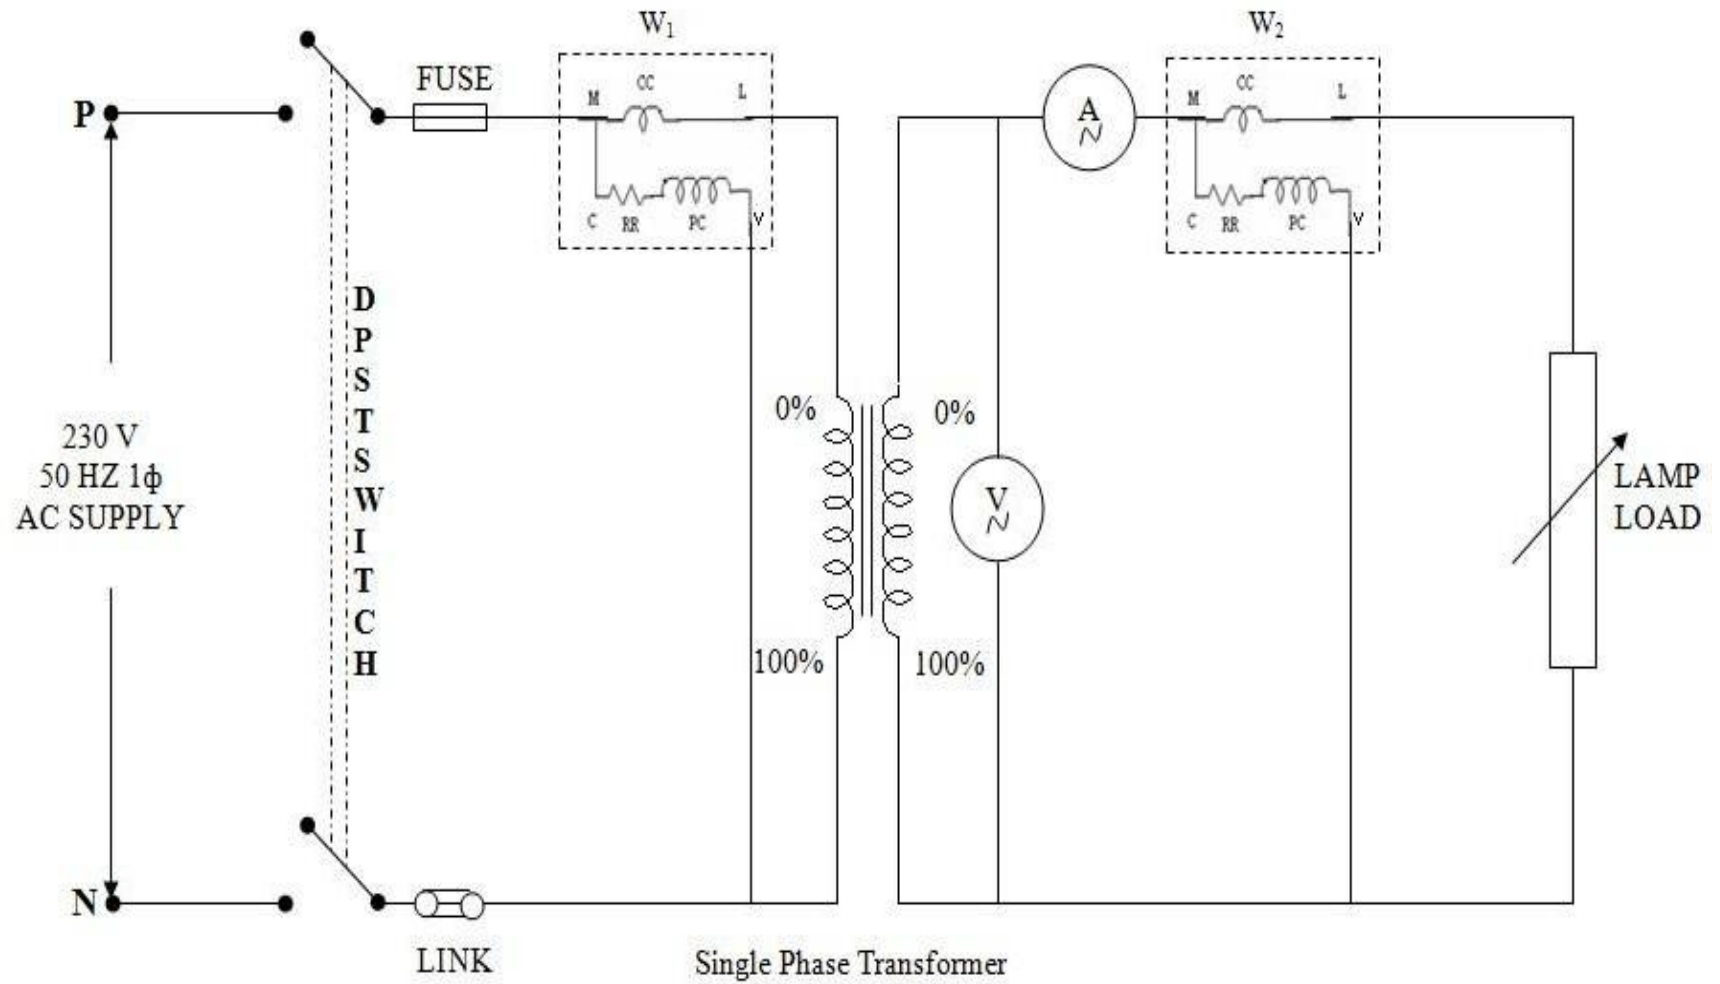 W₁
W₂
FUSE
M
CC
L
M
CC
L
P
A
C
RR
PC
V
C
RR
PC
V
D
P
S
T
S
W
I
T
C
H
0%
0%
230 V
50 HZ 1ϕ
AC SUPPLY
V
LAMP
LOAD
100%
100%
N
LINK
Single Phase Transformer